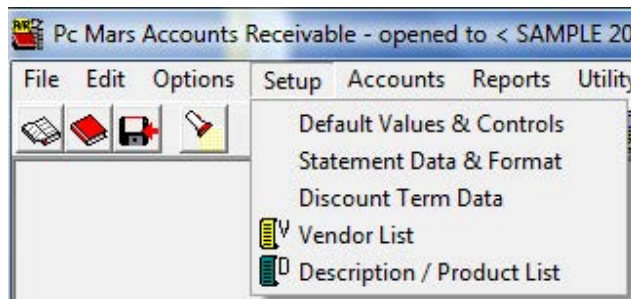 Pc Mars Accounts Receivable - opened to < SAMPLE 20
File Edit Options Setup Accounts Reports Utility
Default Values & Controls
Statement Data & Format
Discount Term Data
V Vendor List
D Description / Product List